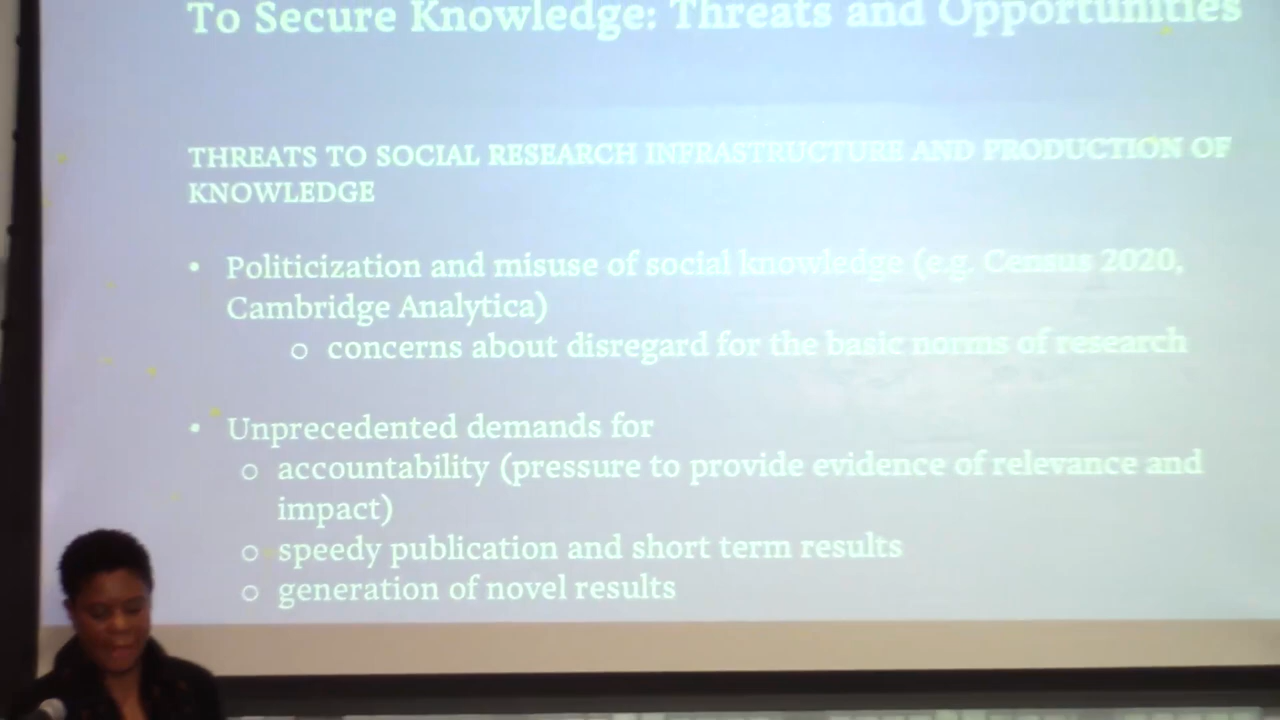 To Secure Knowledge: Threats and Opportunities
THREATS TO SOCIAL RESEARCH INFRASTRUCTURE AND PRODUCTION OF
KNOWLEDGE
• Politicization and misuse of social knowledge (e.g. Census 2020,
Cambridge Analytica)
o concerns about disregard for the basic norms of research
• Unprecedented demands for
o accountability (pressure to provide evidence of relevance and
impact)
o speedy publication and short term results
o generation of novel results